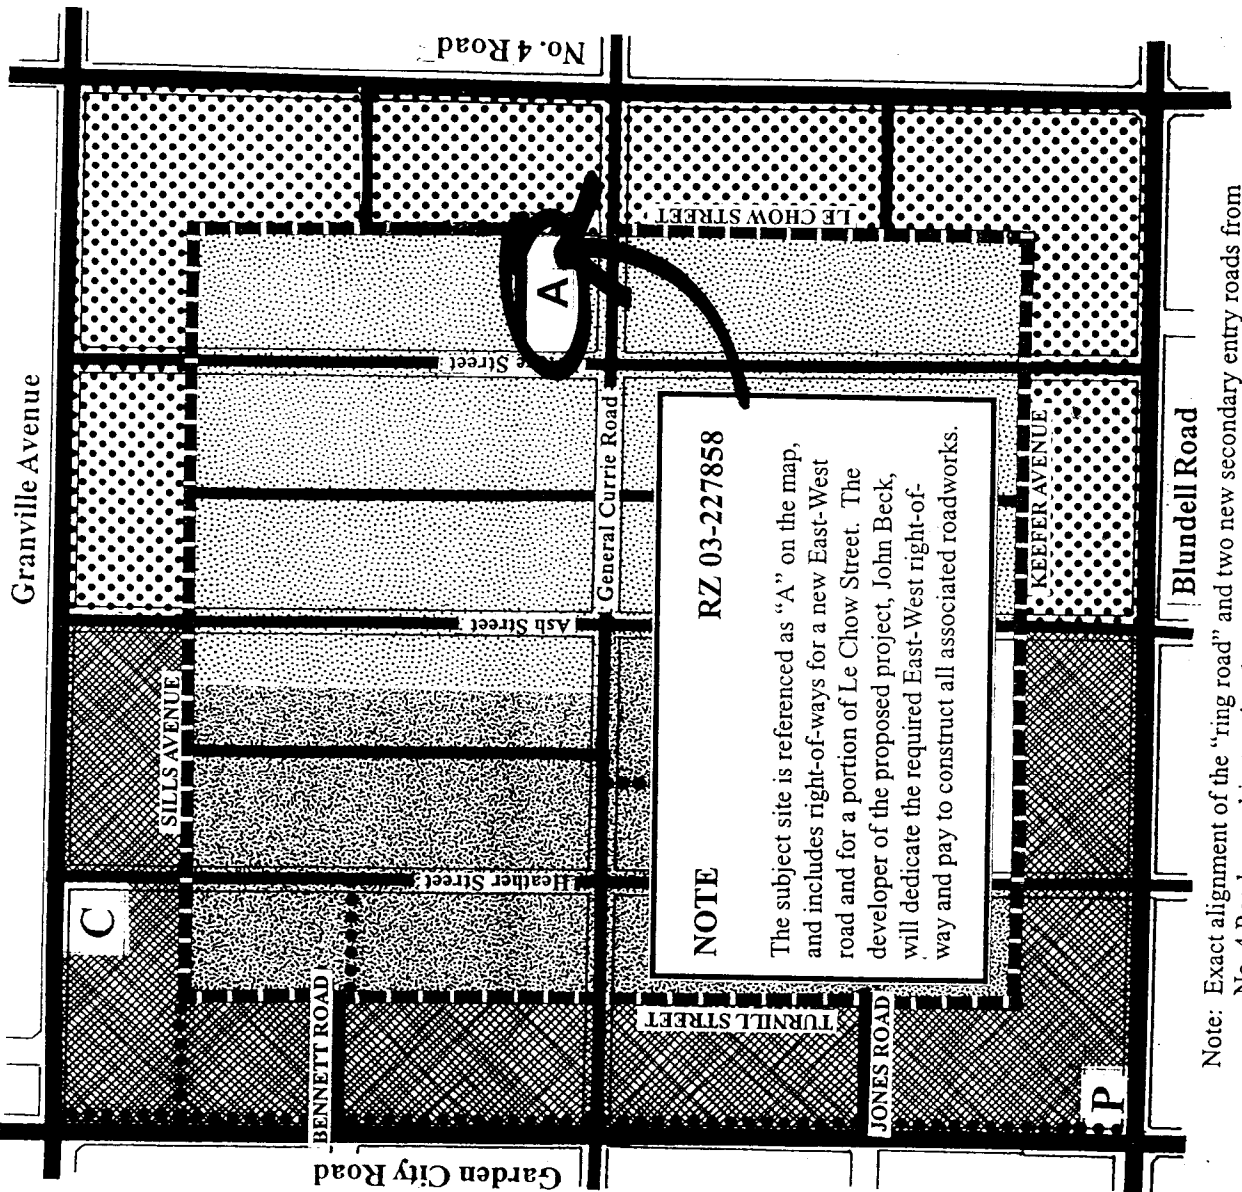 Granville Avenue
No. 4 Road
C
SILLS AVENUE
A
LE CHOW STREET
Street
General Currie Road
Ash Street
Heather Street
BENNETT ROAD
TURNILL STREET
JONES ROAD
KEEFER AVENUE
Garden City Road
P
Blundell Road
NOTE RZ 03-227858
The subject site is referenced as “A” on the map,
and includes right-of-ways for a new East-West
road and for a portion of Le Chow Street. The
developer of the proposed project, John Beck,
will dedicate the required East-West right-of-
way and pay to construct all associated roadworks.
Note: Exact alignment of the “ring road” and two new secondary entry roads from
No. 4 Road